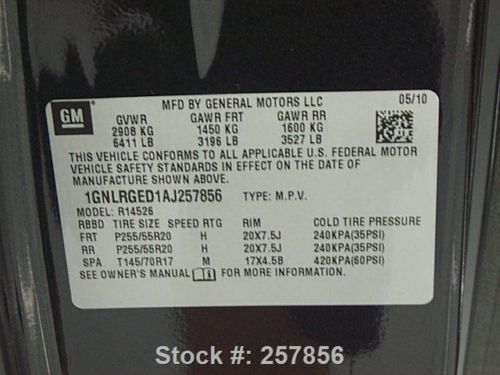 GM
MFD BY GENERAL MOTORS LLC 05/10
GVWR GAWR FRT GAWR RR
2908 KG 1450 KG 1600 KG
6411 LB 3196 LB 3527 LB
THIS VEHICLE CONFORMS TO ALL APPLICABLE U.S. FEDERAL MOTOR
VEHICLE SAFETY STANDARDS IN EFFECT ON THE DATE OF
MANUFACTURE SHOWN ABOVE.
1GNLRGED1AJ257856 TYPE: M.P.V.
MODEL: R14526
RBBD TIRE SIZE SPEED RTG RIM COLD TIRE PRESSURE
FRT P255/55R20 H 20X7.5J 240KPA(35PSI)
RR P255/55R20 H 20X7.5J 240KPA(35PSI)
SPA T145/70R17 M 17X4.5B 420KPA(60PSI)
SEE OWNER'S MANUAL FOR MORE INFORMATION
Stock #: 257856